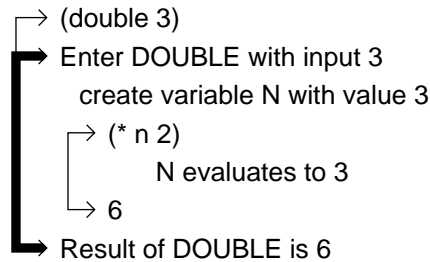 (double 3)
Enter DOUBLE with input 3
create variable N with value 3
(* n 2)
N evaluates to 3
6
Result of DOUBLE is 6